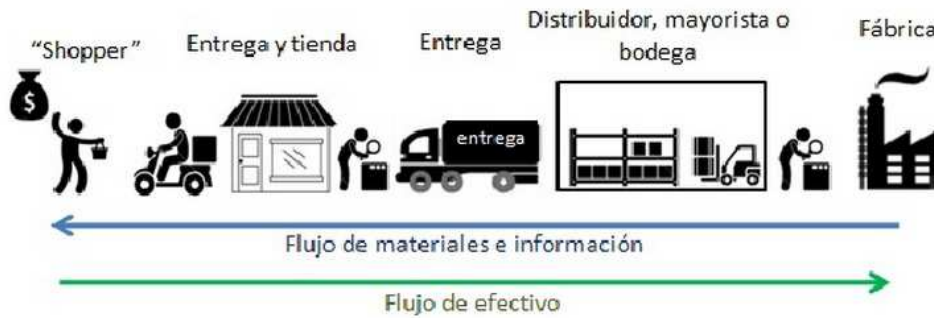 “Shopper”
Entrega y tienda
Entrega
Distribuidor, mayorista o
bodega
Fábrica
$
entrega
Flujo de materiales e información
Flujo de efectivo